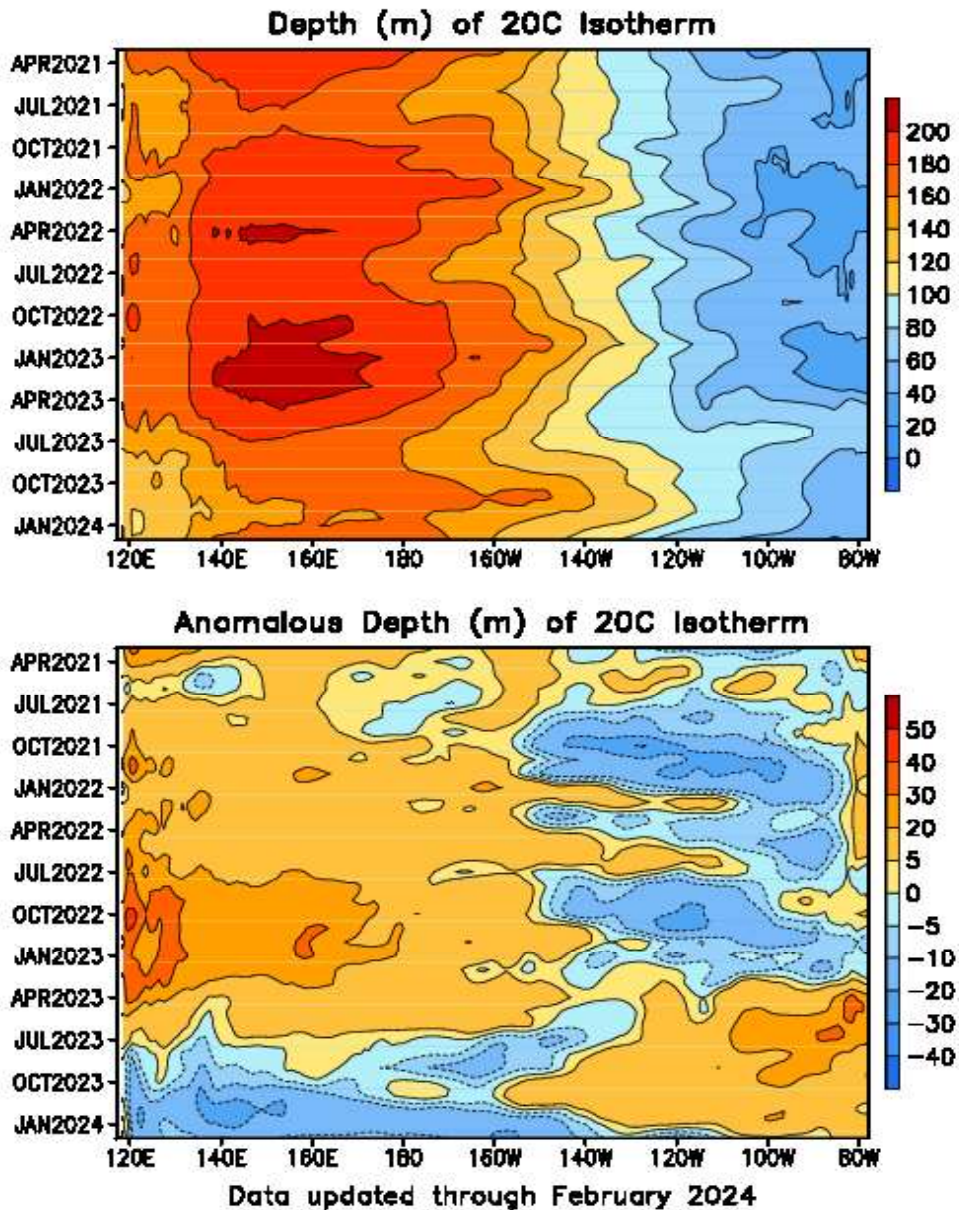 Depth (m) of 20C Isotherm
APR2021
JUL2021
OCT2021
JAN2022
APR2022
JUL2022
OCT2022
JAN2023
APR2023
JUL2023
OCT2023
JAN2024
120E 140E 160E 180 160W 140W 120W 100W 80W
200
180
160
140
120
100
80
60
40
20
0
Anomalous Depth (m) of 20C Isotherm
APR2021
JUL2021
OCT2021
JAN2022
APR2022
JUL2022
OCT2022
JAN2023
APR2023
JUL2023
OCT2023
JAN2024
120E 140E 160E 180 160W 140W 120W 100W 80W
50
40
30
20
5
0
-5
-10
-20
-30
-40
Data updated through February 2024